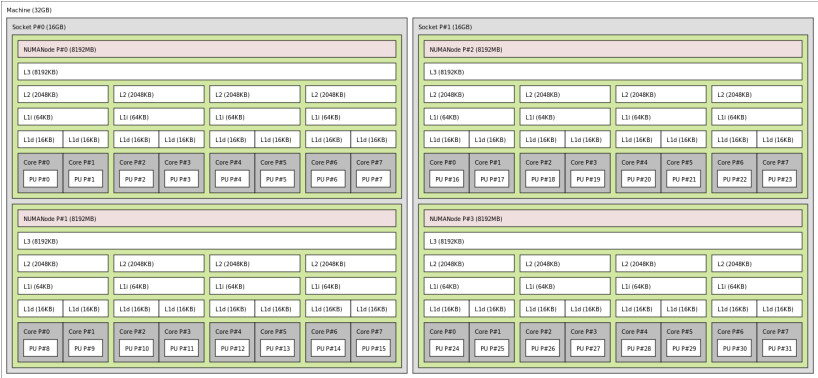 Machine (32GB)
Socket P#0 (16GB)
NUMANode P#0 (8192MB)
L3 (8192KB)
L2 (2048KB) L2 (2048KB) L2 (2048KB) L2 (2048KB)
L1i (64KB) L1i (64KB) L1i (64KB) L1i (64KB)
L1d (16KB) L1d (16KB) L1d (16KB) L1d (16KB) L1d (16KB) L1d (16KB) L1d (16KB) L1d (16KB)
Core P#0 Core P#1 Core P#2 Core P#3 Core P#4 Core P#5 Core P#6 Core P#7
PU P#0 PU P#1 PU P#2 PU P#3 PU P#4 PU P#5 PU P#6 PU P#7
NUMANode P#1 (8192MB)
L3 (8192KB)
L2 (2048KB) L2 (2048KB) L2 (2048KB) L2 (2048KB)
L1i (64KB) L1i (64KB) L1i (64KB) L1i (64KB)
L1d (16KB) L1d (16KB) L1d (16KB) L1d (16KB) L1d (16KB) L1d (16KB) L1d (16KB) L1d (16KB)
Core P#0 Core P#1 Core P#2 Core P#3 Core P#4 Core P#5 Core P#6 Core P#7
PU P#8 PU P#9 PU P#10 PU P#11 PU P#12 PU P#13 PU P#14 PU P#15
Socket P#1 (16GB)
NUMANode P#2 (8192MB)
L3 (8192KB)
L2 (2048KB) L2 (2048KB) L2 (2048KB) L2 (2048KB)
L1i (64KB) L1i (64KB) L1i (64KB) L1i (64KB)
L1d (16KB) L1d (16KB) L1d (16KB) L1d (16KB) L1d (16KB) L1d (16KB) L1d (16KB) L1d (16KB)
Core P#0 Core P#1 Core P#2 Core P#3 Core P#4 Core P#5 Core P#6 Core P#7
PU P#16 PU P#17 PU P#18 PU P#19 PU P#20 PU P#21 PU P#22 PU P#23
NUMANode P#3 (8192MB)
L3 (8192KB)
L2 (2048KB) L2 (2048KB) L2 (2048KB) L2 (2048KB)
L1i (64KB) L1i (64KB) L1i (64KB) L1i (64KB)
L1d (16KB) L1d (16KB) L1d (16KB) L1d (16KB) L1d (16KB) L1d (16KB) L1d (16KB) L1d (16KB)
Core P#0 Core P#1 Core P#2 Core P#3 Core P#4 Core P#5 Core P#6 Core P#7
PU P#24 PU P#25 PU P#26 PU P#27 PU P#28 PU P#29 PU P#30 PU P#31